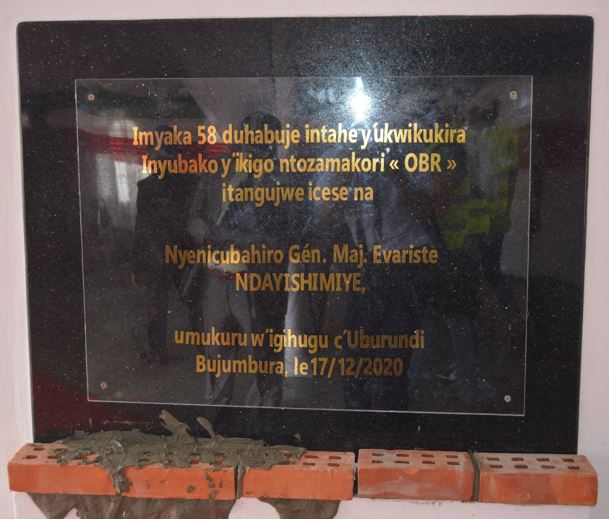 Imyaka 58 duhabuje intahe y'ukwikukira
Inyubako y'ikigo ntozamakori « OBR »
itangujwe icese na
Nyenicubahiro Gén. Maj. Evariste
NDAYISHIMIYE,
umukuru w'igihugu c'Uburundi
Bujumbura, le 17/12/2020